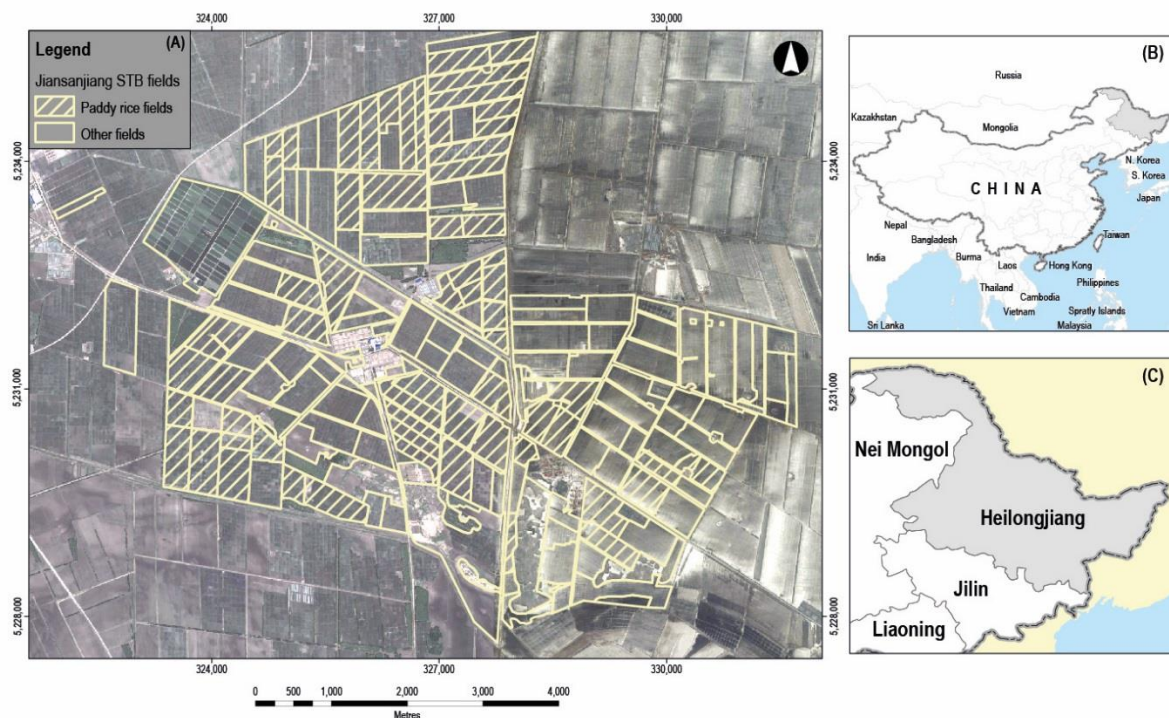 324,000
327,000
330,000
Legend
(A)
Jiansanjiang STB fields
Paddy rice fields
Other fields
5,234,000
5,231,000
5,228,000
5,234,000
5,231,000
5,228,000
324,000
327,000
330,000
0
500
1,000
2,000
3,000
4,000
Metres
(B)
Russia
Kazakhstan
Mongolia
N. Korea
S. Korea
Japan
CHINA
Nepal
Bangladesh
Taiwan
India
Burma
Laos
Hong Kong
Thailand
Philippines
Cambodia
Vietnam
Spratly Islands
Sri Lanka
Malaysia
(C)
Nei Mongol
Heilongjiang
Jilin
Liaoning